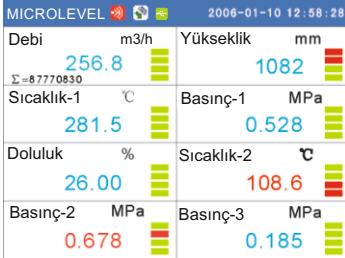 MICROLEVEL 2006-01-10 12:58:28
Debi m3/h
256.8
Σ=87770830
Yükseklik mm
1082
Sıcaklık-1 ℃
281.5
Basınç-1 MPa
0.528
Doluluk %
26.00
Sıcaklık-2 ℃
108.6
Basınç-2 MPa
0.678
Basınç-3 MPa
0.185